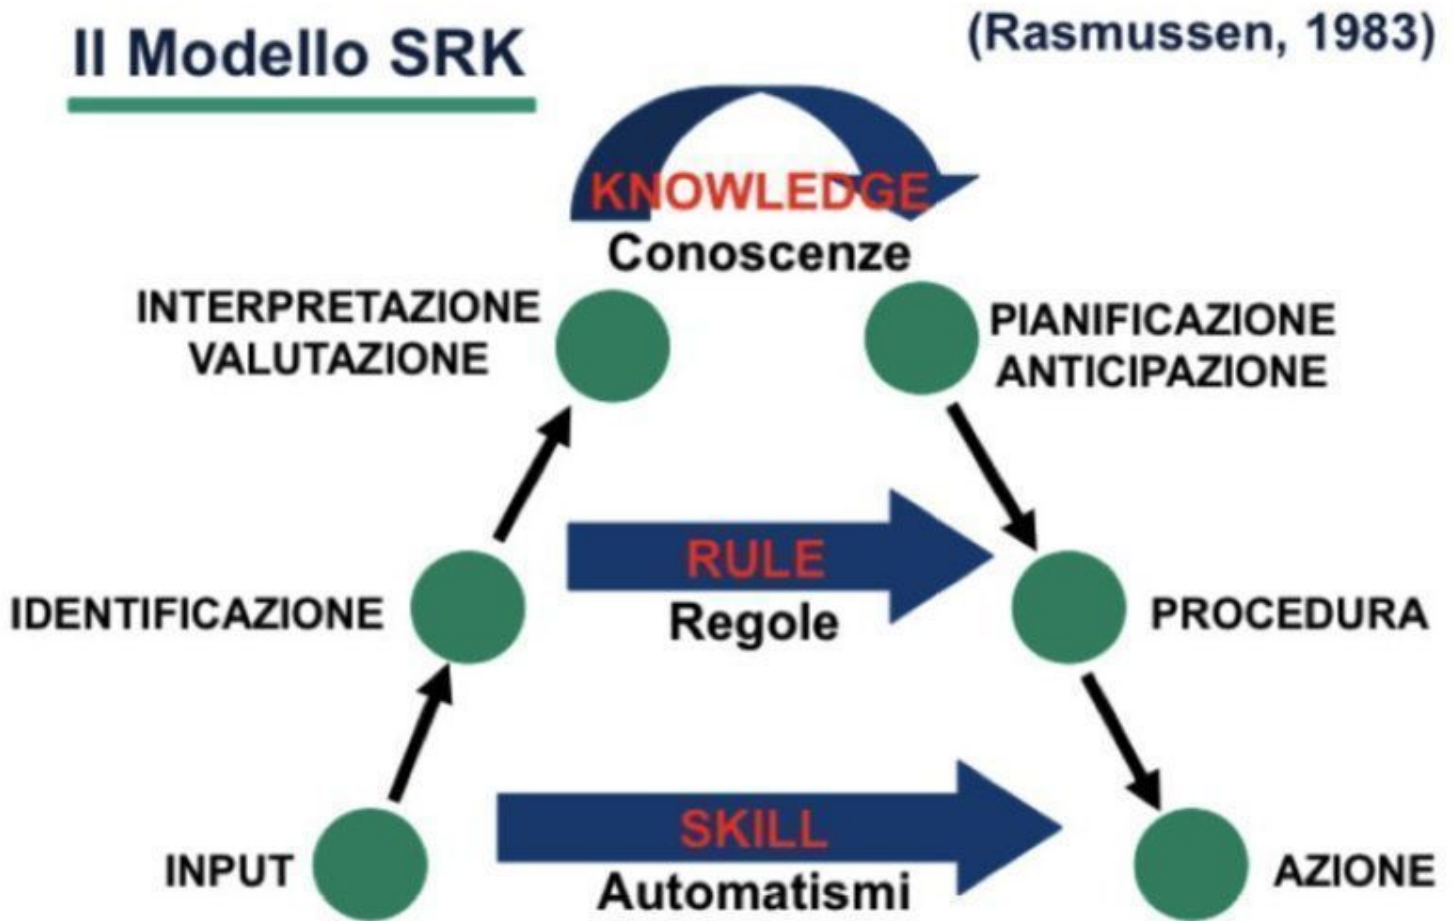 Il Modello SRK
(Rasmussen, 1983)
KNOWLEDGE
Conoscenze
INTERPRETAZIONE
VALUTAZIONE
PIANIFICAZIONE
ANTICIPAZIONE
RULE
Regole
IDENTIFICAZIONE
PROCEDURA
SKILL
Automatismi
INPUT
AZIONE